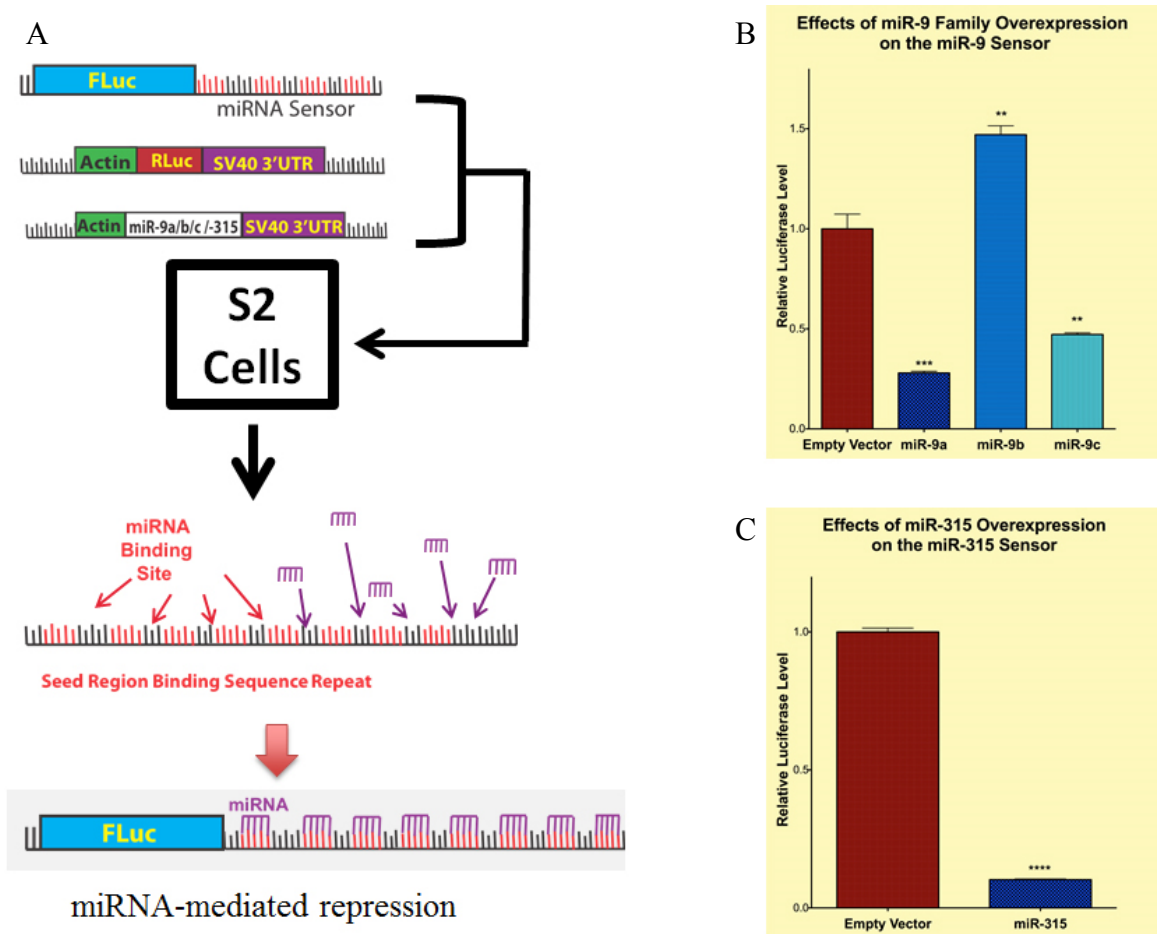 A
FLuc
miRNA Sensor
Actin RLuc SV40 3'UTR
Actin miR-9a/b/c /-315 SV40 3'UTR
S2
Cells
miRNA
Binding
Site
Seed Region Binding Sequence Repeat
miRNA
FLuc
miRNA-mediated repression
B
Effects of miR-9 Family Overexpression
on the miR-9 Sensor
Relative Luciferase Level
1.5
1.0
0.5
0.0
***
**
**
Empty Vector miR-9a miR-9b miR-9c
C
Effects of miR-315 Overexpression
on the miR-315 Sensor
Relative Luciferase Level
1.0
0.5
0.0
****
Empty Vector miR-315